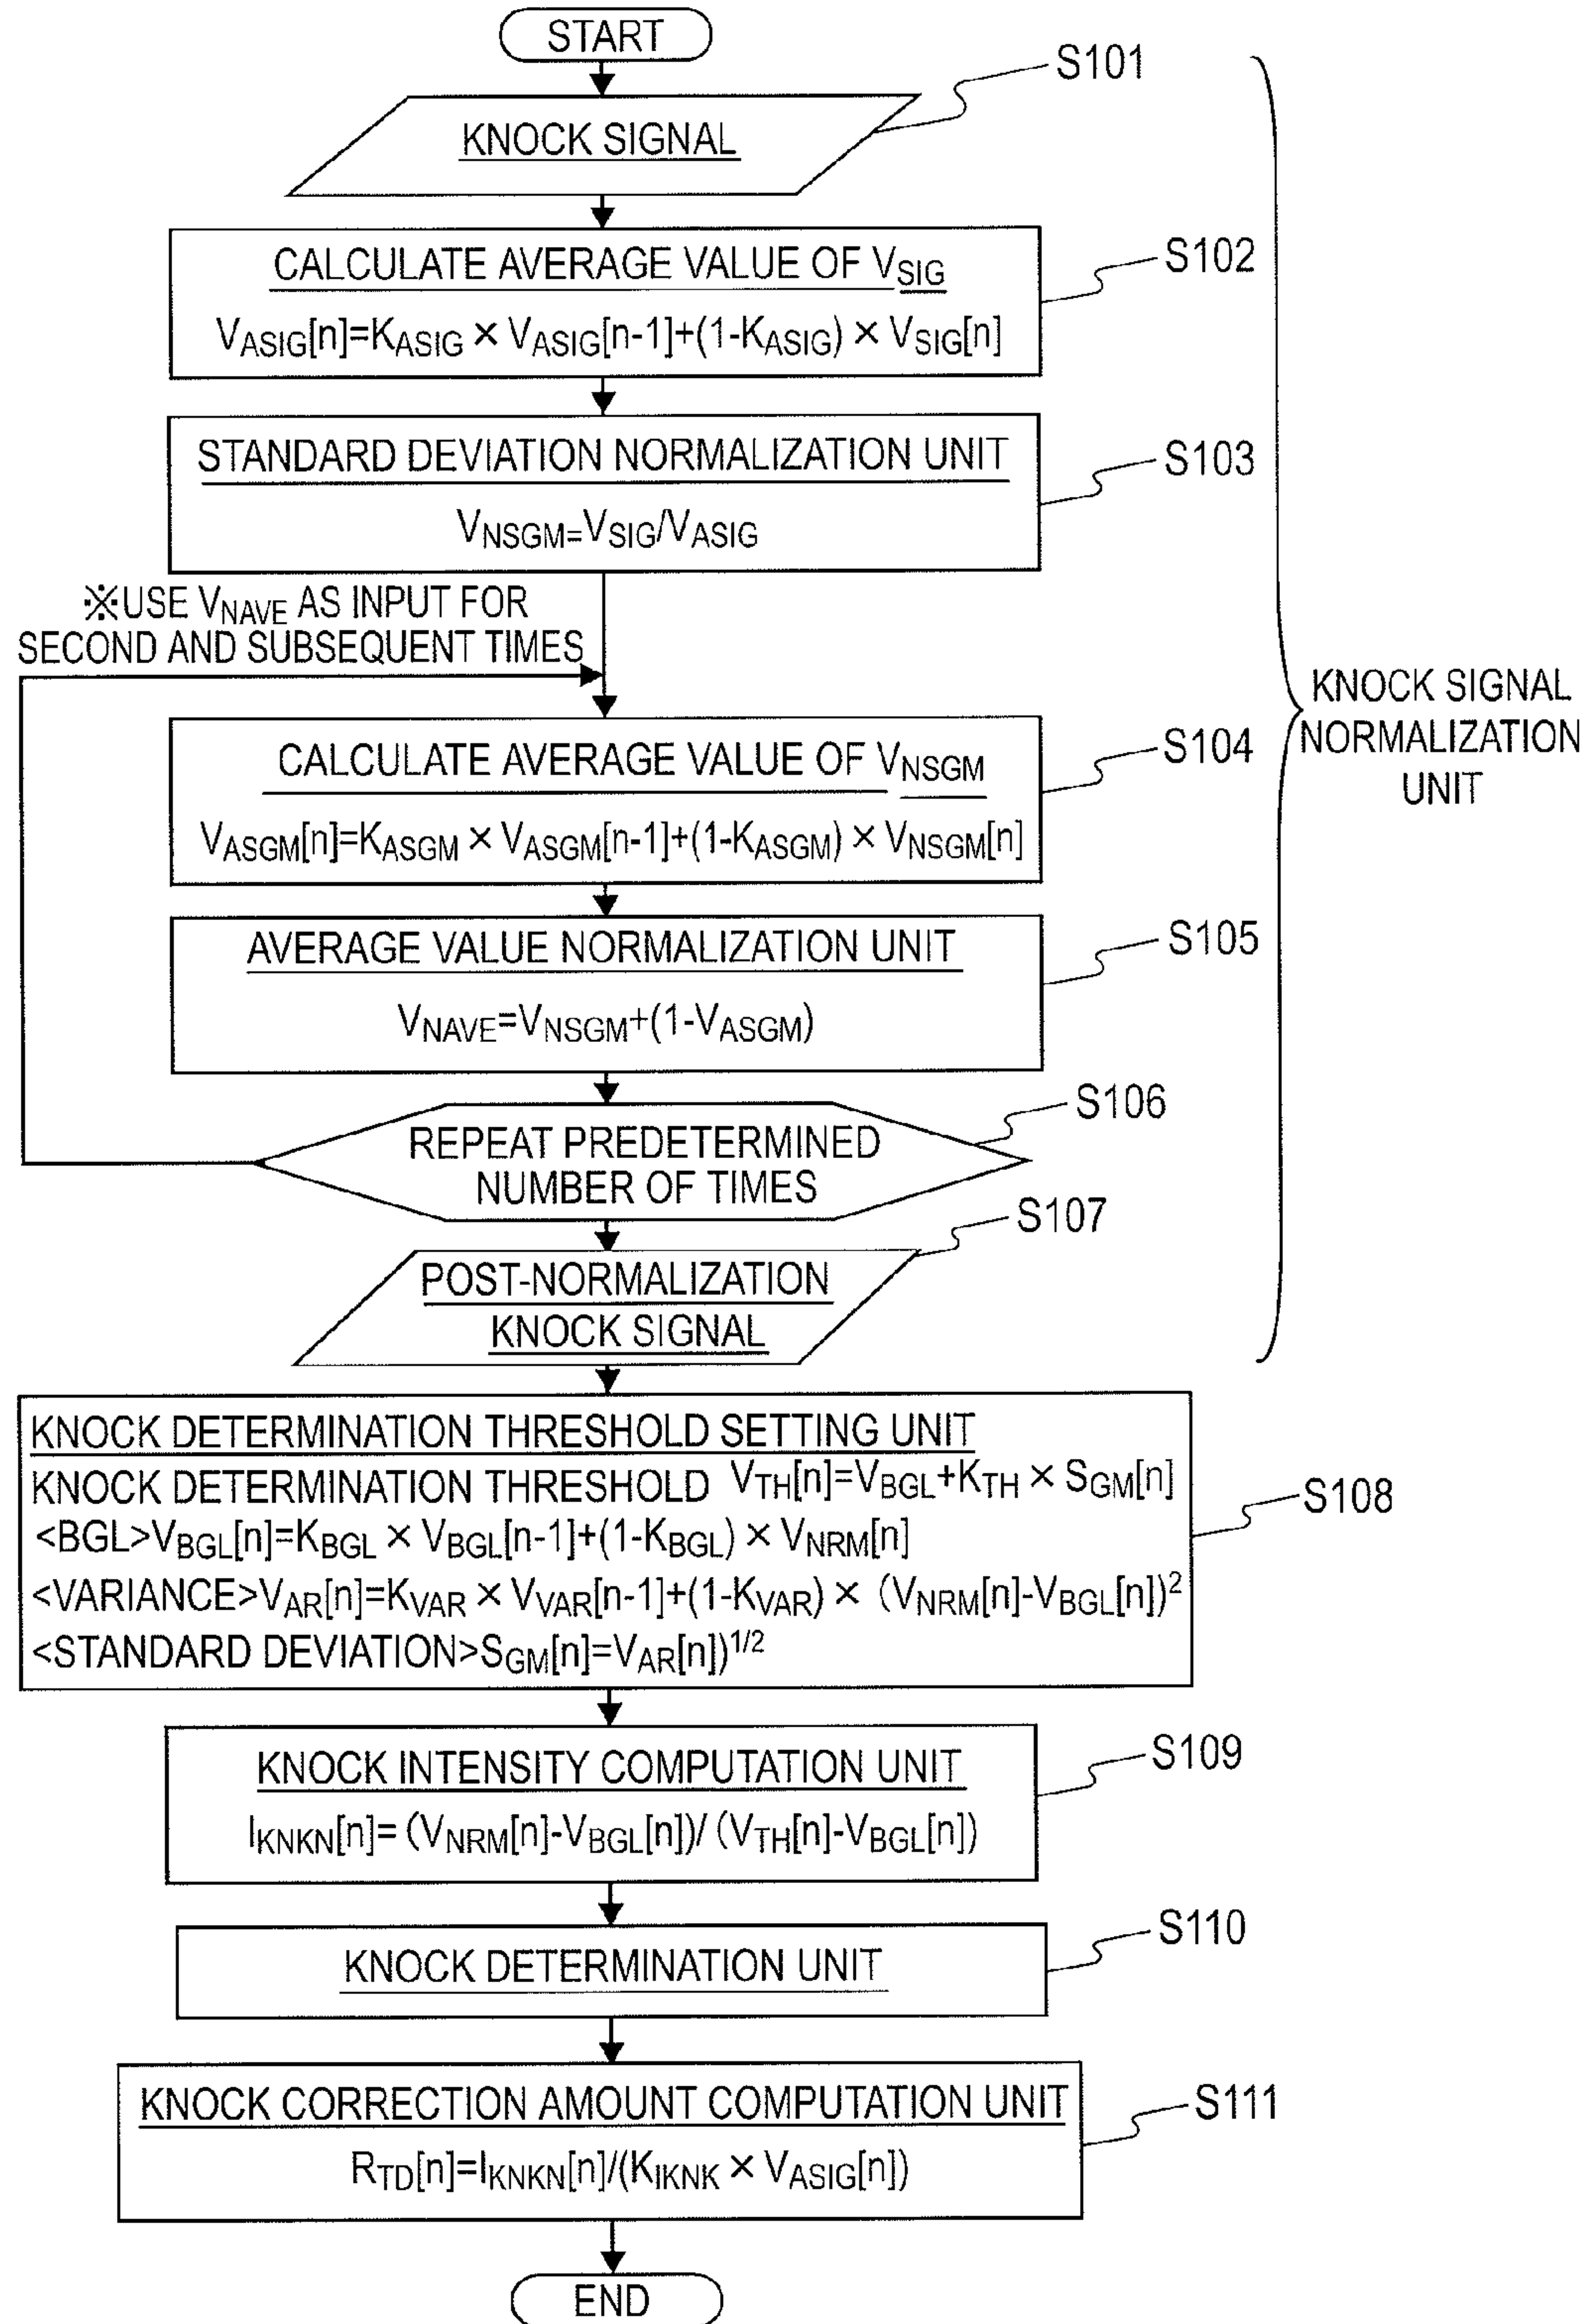 START
S101
KNOCK SIGNAL
S102
CALCULATE AVERAGE VALUE OF VSIG
VASIG[n]=KASIG × VASIG[n-1]+(1-KASIG) × VSIG[n]
S103
STANDARD DEVIATION NORMALIZATION UNIT
VNSGM=VSIG/VASIG
※USE VNAVE AS INPUT FOR
SECOND AND SUBSEQUENT TIMES
KNOCK SIGNAL
NORMALIZATION
UNIT
S104
CALCULATE AVERAGE VALUE OF VNSGM
VASGM[n]=KASGM × VASGM[n-1]+(1-KASGM) × VNSGM[n]
S105
AVERAGE VALUE NORMALIZATION UNIT
VNAVE=VNSGM+(1-VASGM)
S106
REPEAT PREDETERMINED
NUMBER OF TIMES
S107
POST-NORMALIZATION
KNOCK SIGNAL
KNOCK DETERMINATION THRESHOLD SETTING UNIT
KNOCK DETERMINATION THRESHOLD VTH[n]=VBGL+KTH × SGM[n]
S108
<BGL>VBGL[n]=KBGL × VBGL[n-1]+(1-KBGL) × VNRM[n]
<VARIANCE>VAR[n]=KVAR × VVAR[n-1]+(1-KVAR) × (VNRM[n]-VBGL[n])2
<STANDARD DEVIATION>SGM[n]=VAR[n])1/2
S109
KNOCK INTENSITY COMPUTATION UNIT
IKNKN[n]= (VNRM[n]-VBGL[n])/ (VTH[n]-VBGL[n])
S110
KNOCK DETERMINATION UNIT
S111
KNOCK CORRECTION AMOUNT COMPUTATION UNIT
RTD[n]=IKNKN[n]/(KIKNK × VASIG[n])
END